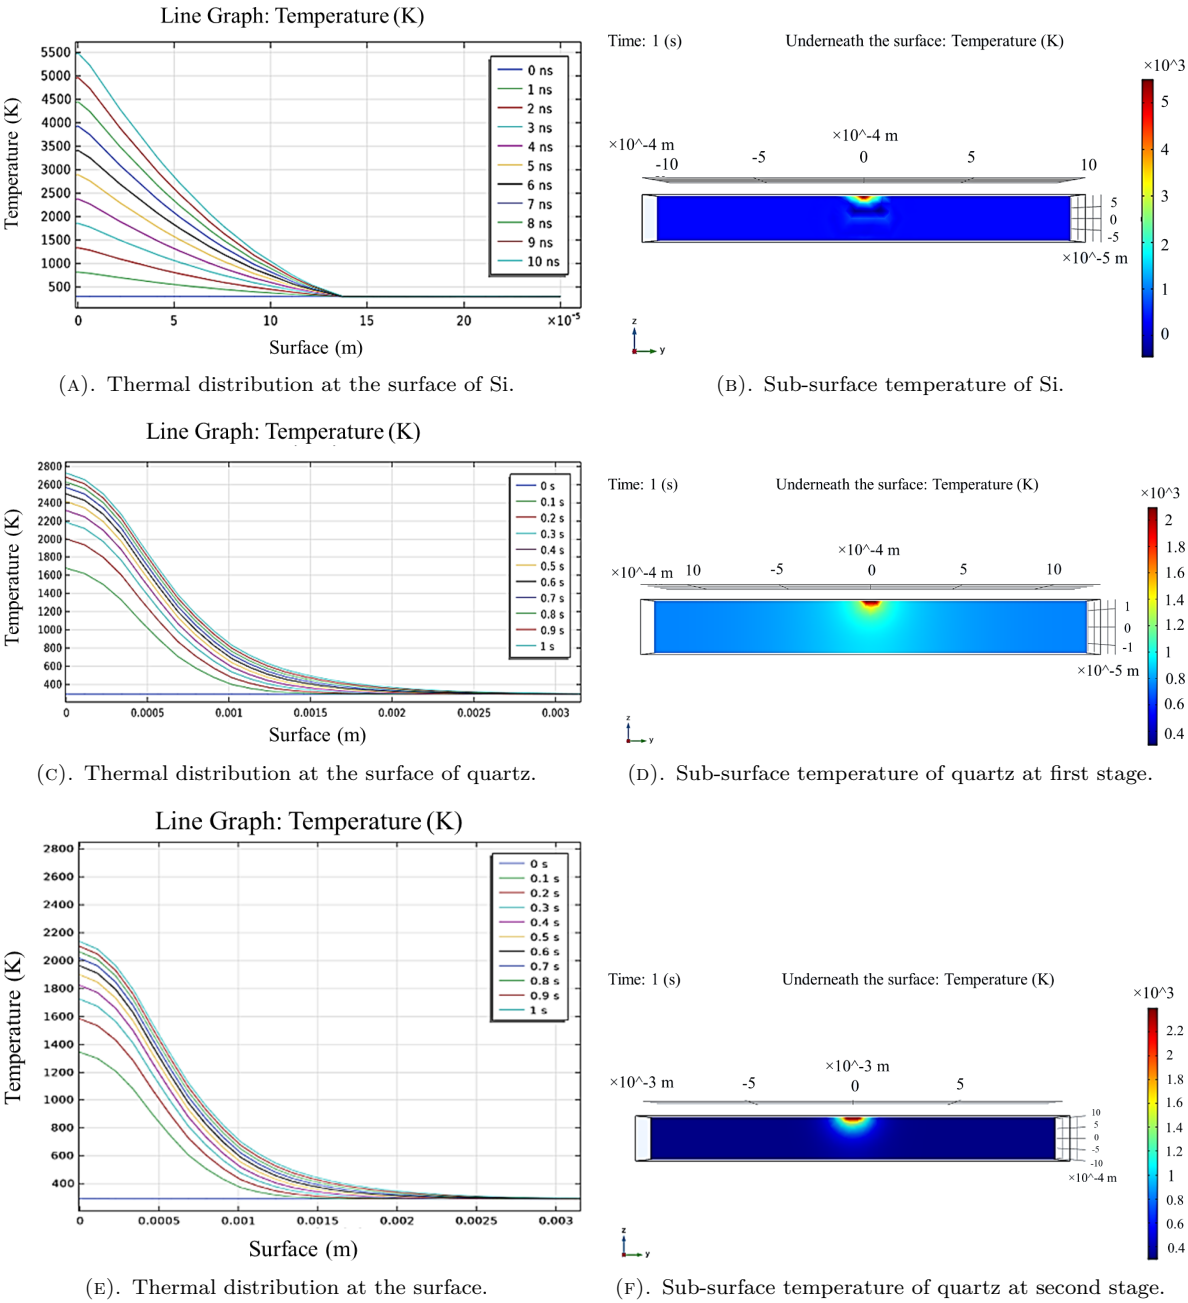 Line Graph: Temperature (K)
5500
5000
4500
4000
3500
3000
2500
2000
1500
1000
500
Temperature (K)
0 ns
1 ns
2 ns
3 ns
4 ns
5 ns
6 ns
7 ns
8 ns
9 ns
10 ns
0 5 10 15 20 ×10⁻⁵
Surface (m)
(A). Thermal distribution at the surface of Si.
Time: 1 (s) Underneath the surface: Temperature (K)
×10^3
×10^-4 m
×10^-4 m
-10 -5 0 5 10
5
0
-5
×10^-5 m
5
4
3
2
1
0
z
y
(B). Sub-surface temperature of Si.
Line Graph: Temperature (K)
2800
2600
2400
2200
2000
1800
1600
1400
1200
1000
800
600
400
Temperature (K)
0 s
0.1 s
0.2 s
0.3 s
0.4 s
0.5 s
0.6 s
0.7 s
0.8 s
0.9 s
1 s
0 0.0005 0.001 0.0015 0.002 0.0025 0.003
Surface (m)
(C). Thermal distribution at the surface of quartz.
Time: 1 (s) Underneath the surface: Temperature (K)
×10^3
×10^-4 m
×10^-4 m 10 -5 0 5 10
1
0
-1
×10^-5 m
2
1.8
1.6
1.4
1.2
1
0.8
0.6
0.4
z
y
(D). Sub-surface temperature of quartz at first stage.
Line Graph: Temperature (K)
2800
2600
2400
2200
2000
1800
1600
1400
1200
1000
800
600
400
Temperature (K)
0 s
0.1 s
0.2 s
0.3 s
0.4 s
0.5 s
0.6 s
0.7 s
0.8 s
0.9 s
1 s
0 0.0005 0.001 0.0015 0.002 0.0025 0.003
Surface (m)
(E). Thermal distribution at the surface.
Time: 1 (s) Underneath the surface: Temperature (K)
×10^3
×10^-3 m
×10^-3 m -5 0 5
10
5
0
-5
-10
×10^-4 m
2.2
2
1.8
1.6
1.4
1.2
1
0.8
0.6
0.4
z
y
(F). Sub-surface temperature of quartz at second stage.